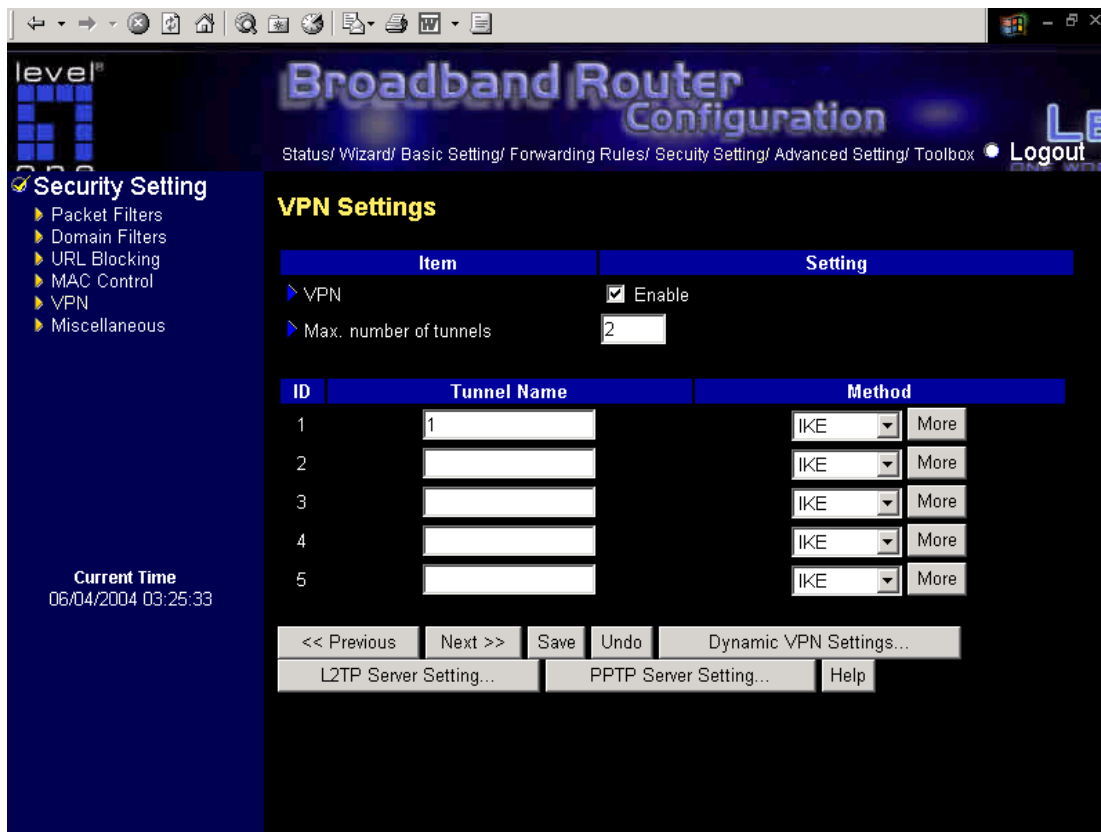 level®
one
Broadband Router
Configuration
Status/ Wizard/ Basic Setting/ Forwarding Rules/ Secuity Setting/ Advanced Setting/ Toolbox
Logout
Security Setting
Packet Filters
Domain Filters
URL Blocking
MAC Control
VPN
Miscellaneous
Current Time
06/04/2004 03:25:33
VPN Settings
Item Setting
VPN Enable
Max. number of tunnels 2
ID Tunnel Name Method
1 1 IKE More
2 IKE More
3 IKE More
4 IKE More
5 IKE More
<< Previous Next >> Save Undo Dynamic VPN Settings...
L2TP Server Setting... PPTP Server Setting... Help